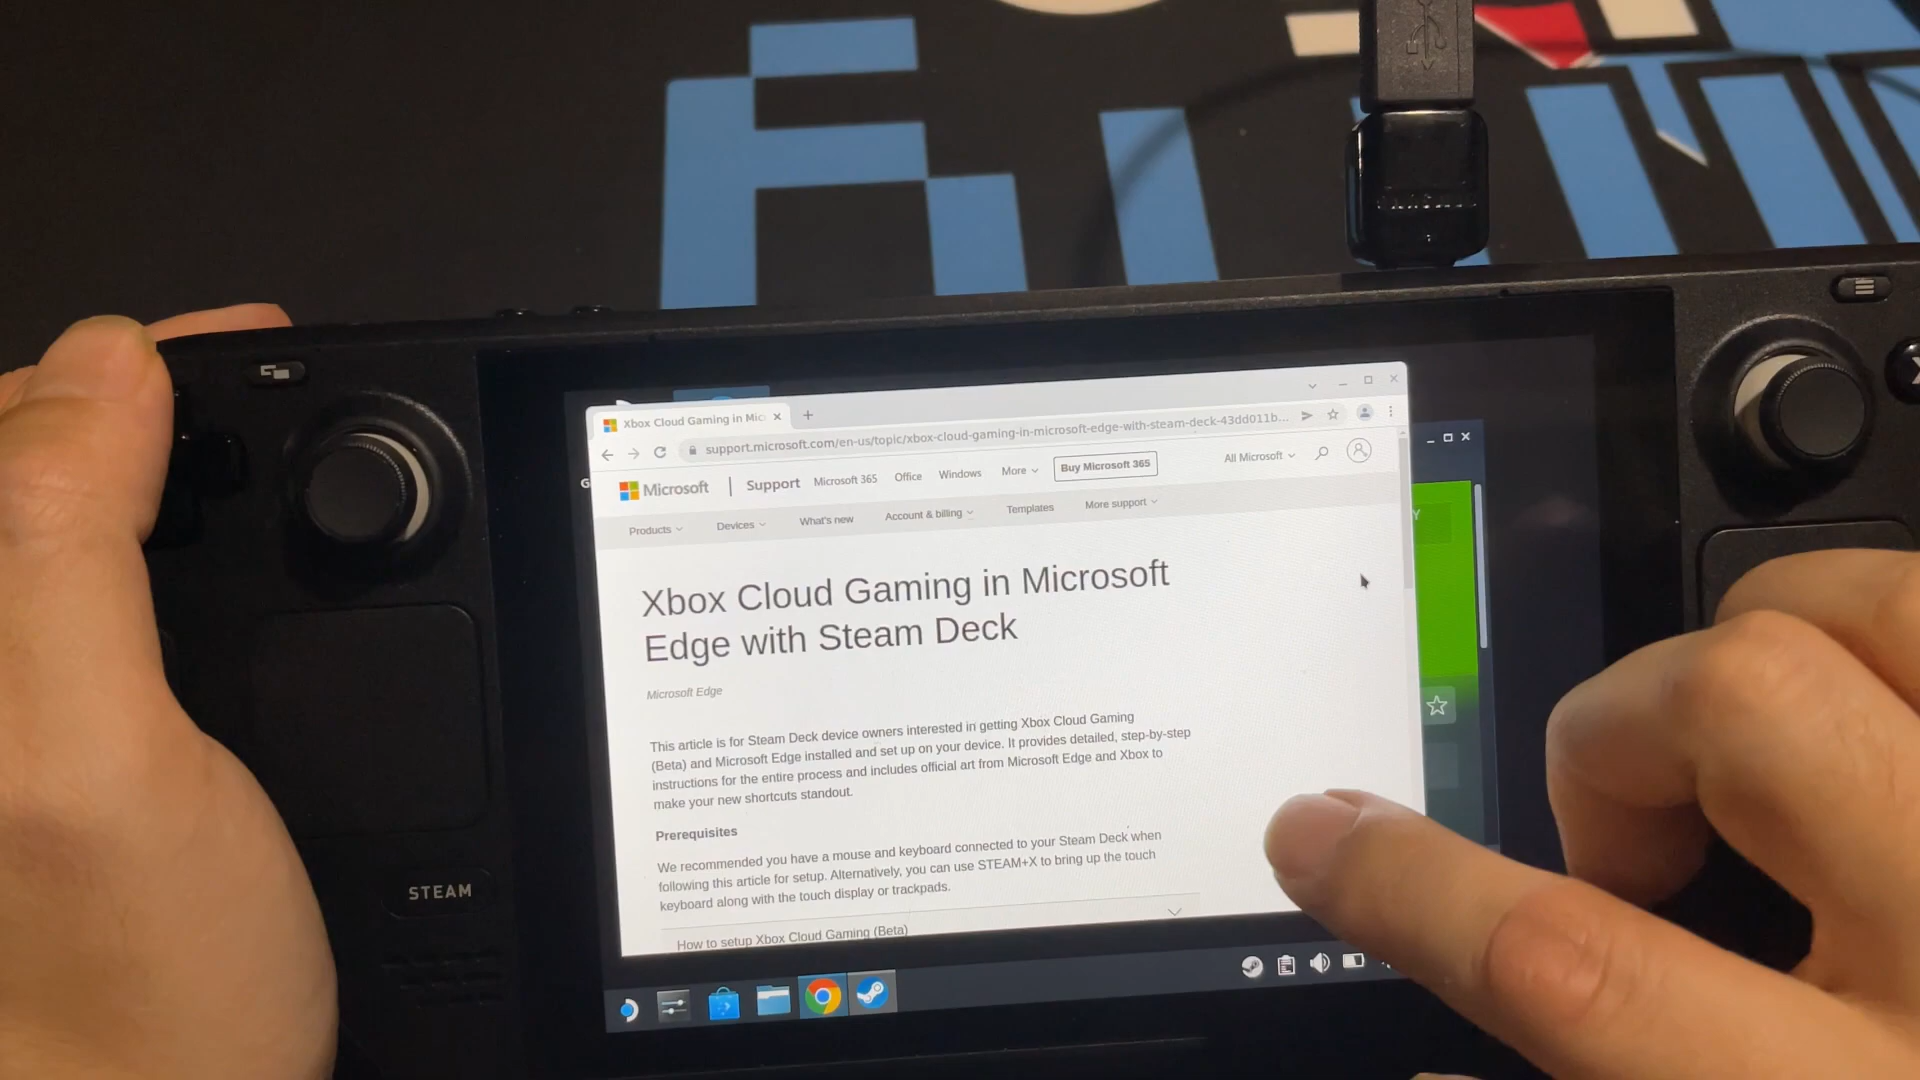 Xbox Cloud Gaming in Mic
support.microsoft.com/en-us/topic/xbox-cloud-gaming-in-microsoft-edge-with-steam-deck-43dd011b...
Microsoft | Support Microsoft 365 Office Windows More Buy Microsoft 365 All Microsoft
Products Devices What's new Account & billing Templates More support
Xbox Cloud Gaming in Microsoft
Edge with Steam Deck
Microsoft Edge
This article is for Steam Deck device owners interested in getting Xbox Cloud Gaming
(Beta) and Microsoft Edge installed and set up on your device. It provides detailed, step-by-step
instructions for the entire process and includes official art from Microsoft Edge and Xbox to
make your new shortcuts standout.
Prerequisites
We recommended you have a mouse and keyboard connected to your Steam Deck when
following this article for setup. Alternatively, you can use STEAM+X to bring up the touch
keyboard along with the touch display or trackpads.
How to setup Xbox Cloud Gaming (Beta)
G
Y
STEAM
X